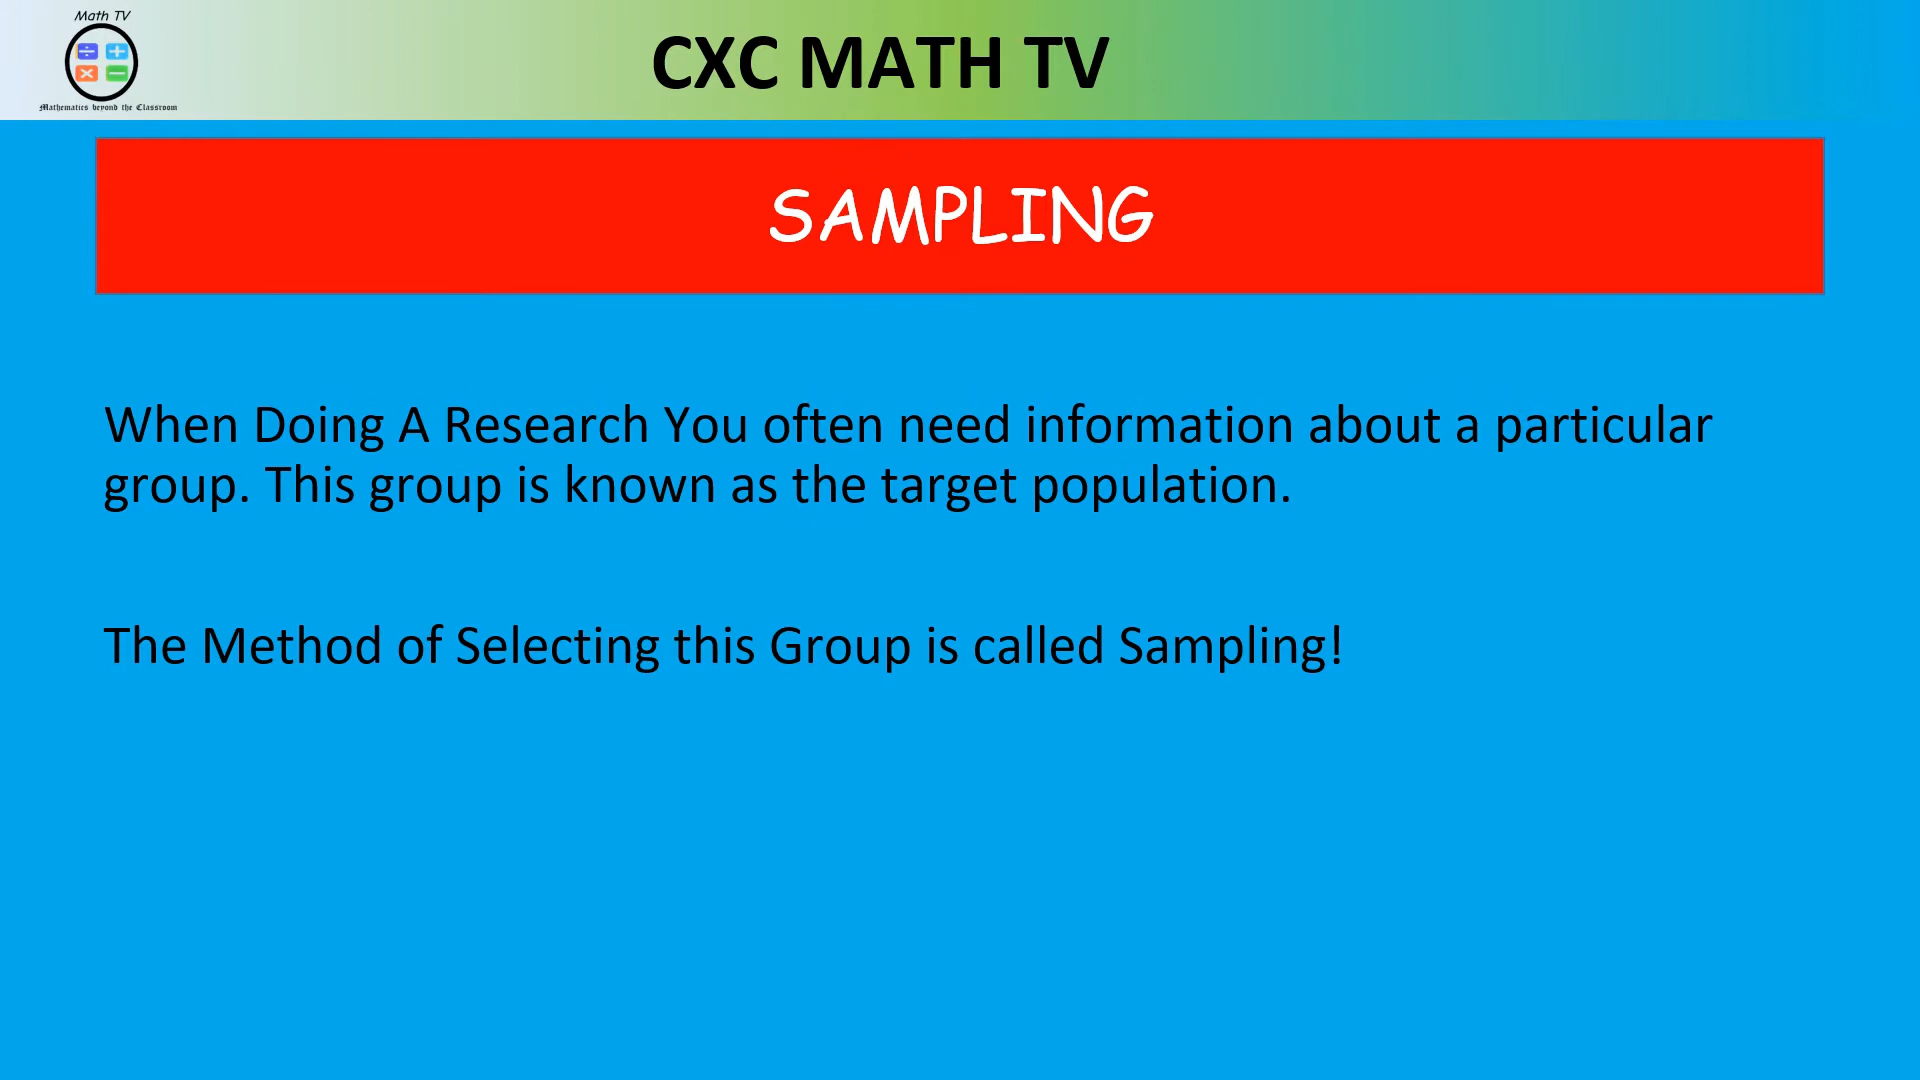 Math TV
Mathematics beyond the Classroom
CXC MATH TV
SAMPLING
When Doing A Research You often need information about a particular
group. This group is known as the target population.
The Method of Selecting this Group is called Sampling!